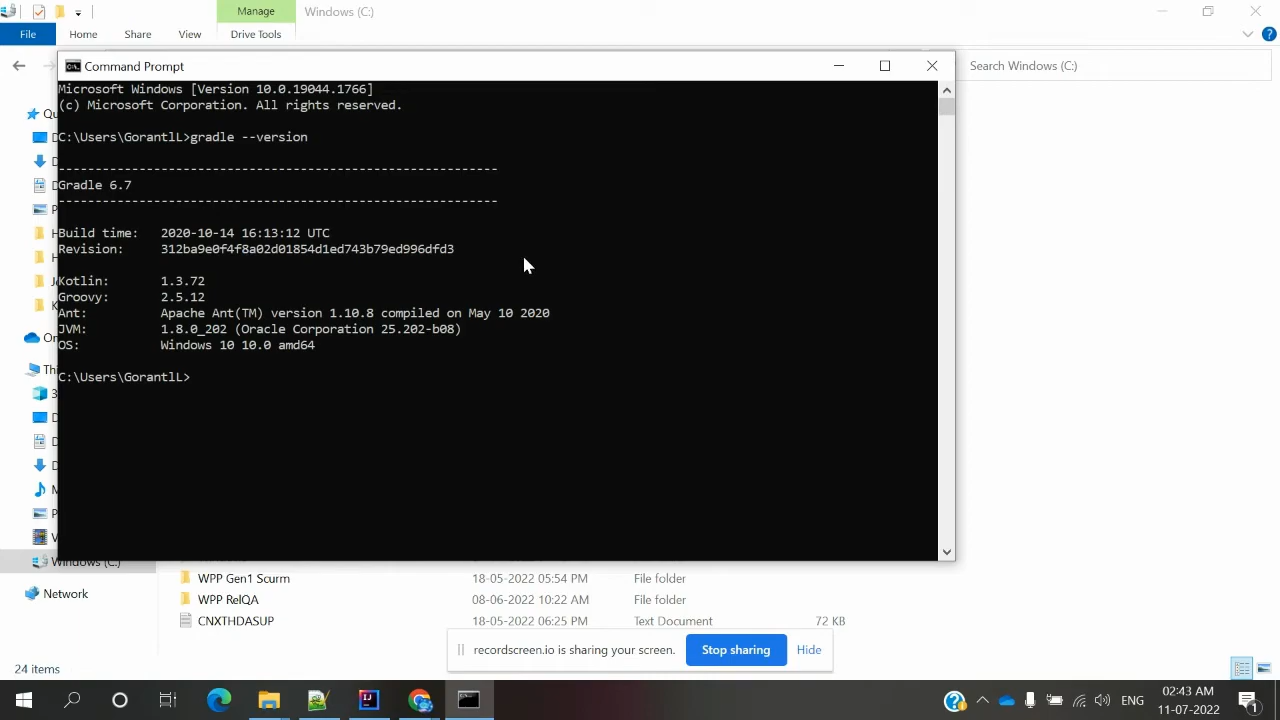 Manage
Windows (C:)
File
Home
Share
View
Drive Tools
Command Prompt
Search Windows (C:)
Microsoft Windows [Version 10.0.19044.1766]
(c) Microsoft Corporation. All rights reserved.
C:\Users\GorantlL>gradle --version
------------------------------------------------------------
Gradle 6.7
------------------------------------------------------------
Build time:   2020-10-14 16:13:12 UTC
Revision:     312ba9e0f4f8a02d01854d1ed743b79ed996dfd3
Kotlin:       1.3.72
Groovy:       2.5.12
Ant:          Apache Ant(TM) version 1.10.8 compiled on May 10 2020
JVM:          1.8.0_202 (Oracle Corporation 25.202-b08)
OS:           Windows 10 10.0 amd64
C:\Users\GorantlL>
Windows (C:)
WPP Gen1 Scurm 18-05-2022 05:54 PM File folder
Network
WPP RelQA 08-06-2022 10:22 AM File folder
CNXTHDASUP 18-05-2022 06:25 PM Text Document 72 KB
recordscreen.io is sharing your screen. Stop sharing Hide
24 items
ENG
02:43 AM
11-07-2022
1